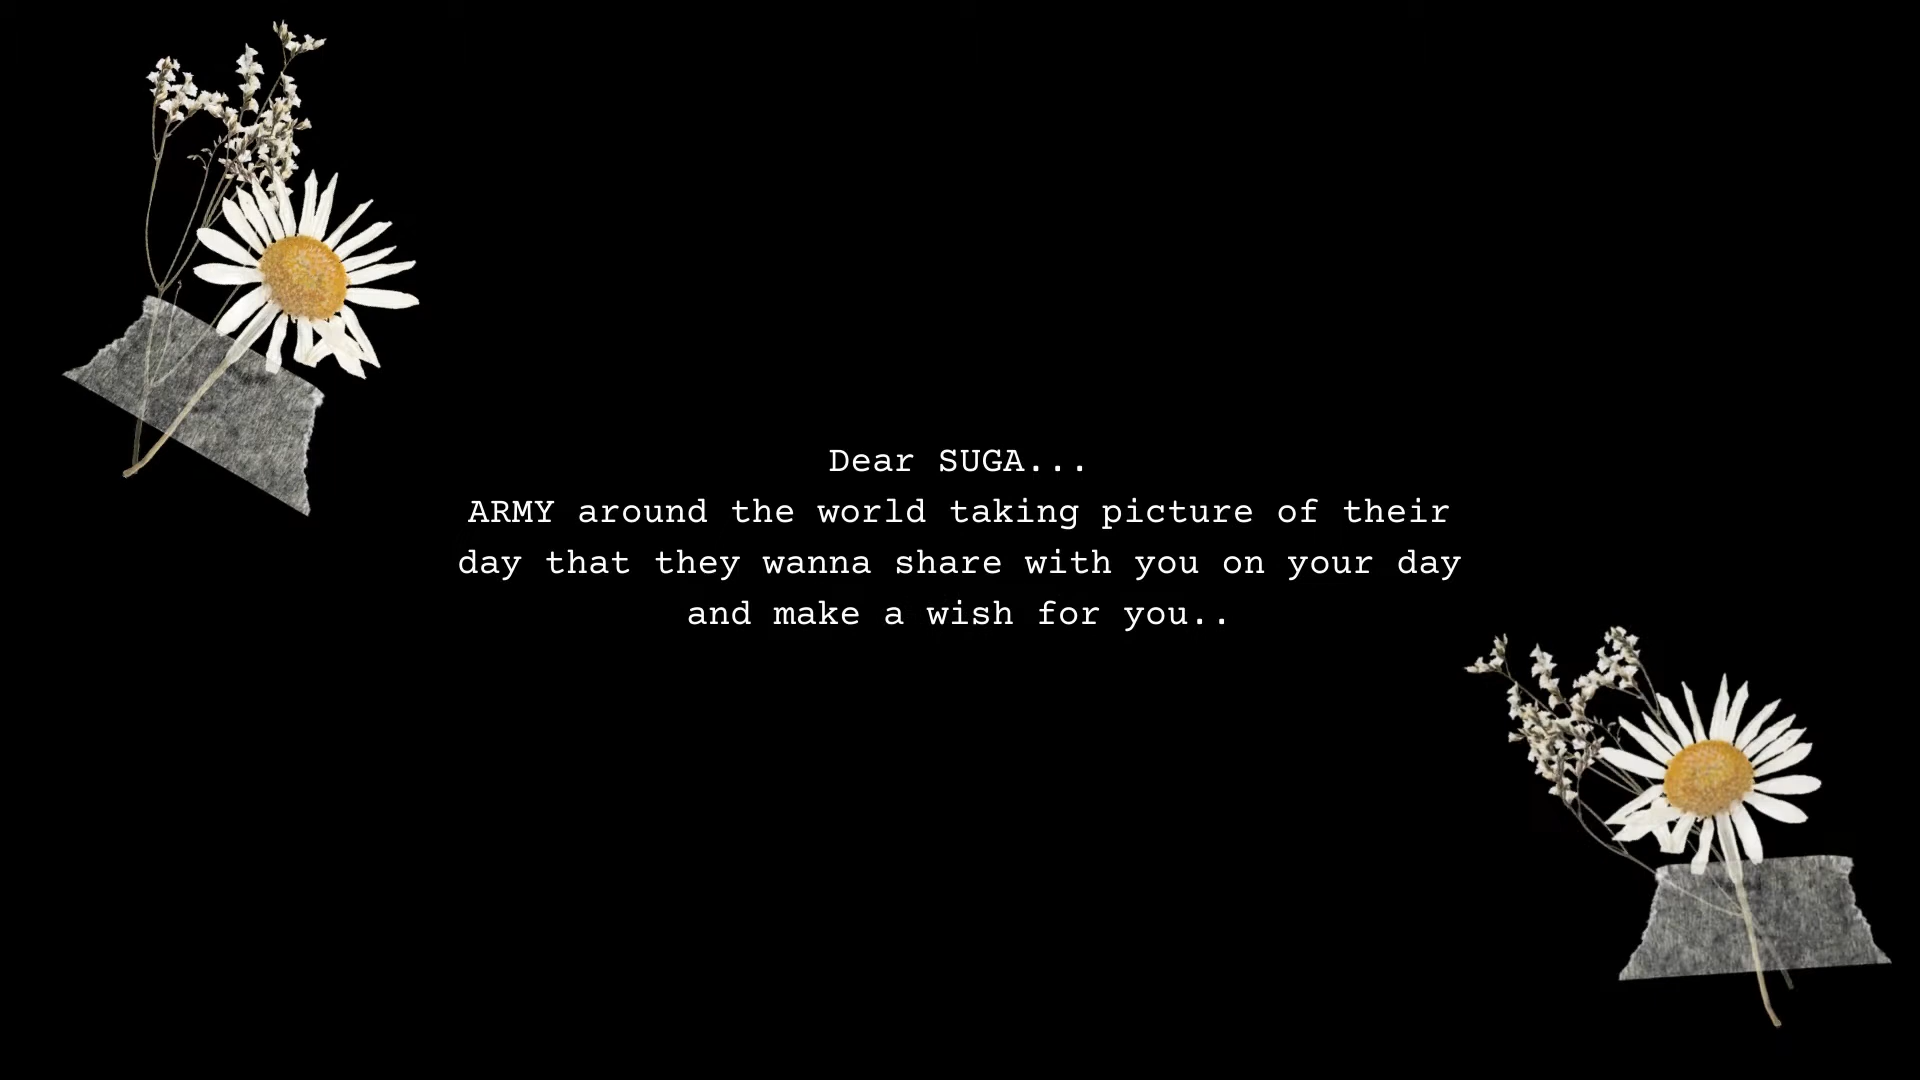 Dear SUGA...
ARMY around the world taking picture of their
day that they wanna share with you on your day
and make a wish for you..